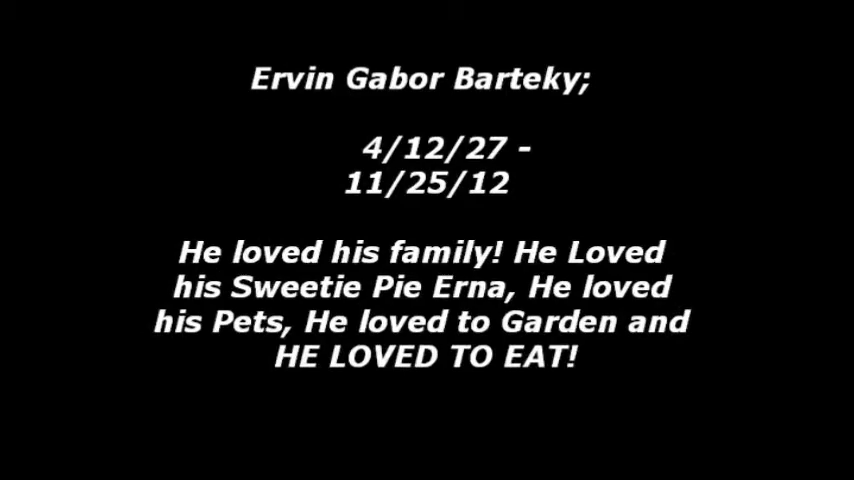 Ervin Gabor Barteky;
4/12/27 -
11/25/12
He loved his family! He Loved
his Sweetie Pie Erna, He loved
his Pets, He loved to Garden and
HE LOVED TO EAT!